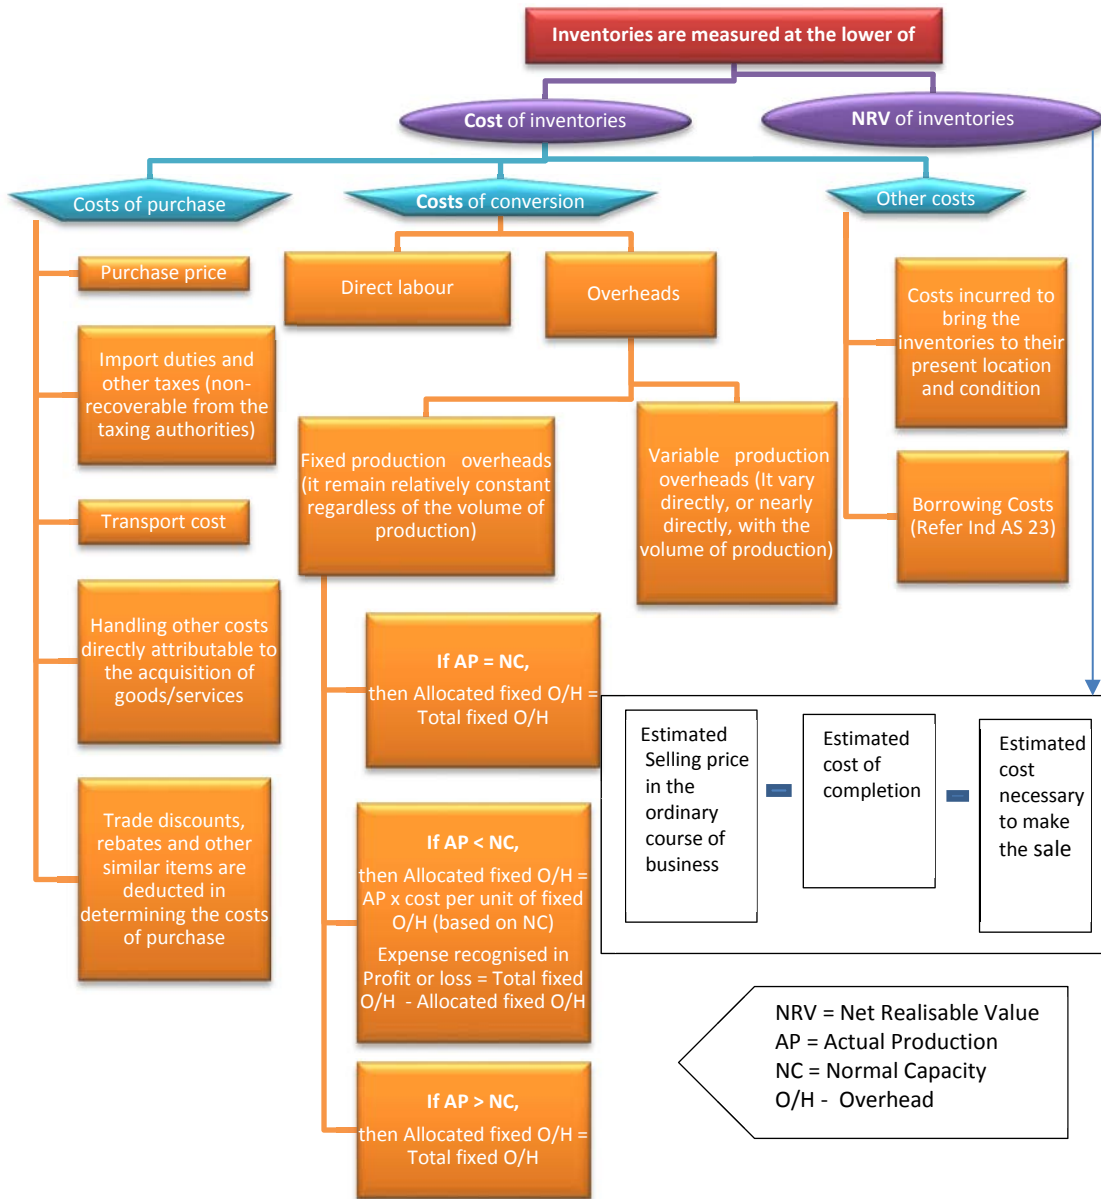 Inventories are measured at the lower of
Cost of inventories
NRV of inventories
Costs of purchase
Costs of conversion
Other costs
Purchase price
Import duties and
other taxes (non-
recoverable from the
taxing authorities)
Transport cost
Handling other costs
directly attributable to
the acquisition of
goods/services
Trade discounts,
rebates and other
similar items are
deducted in
determining the costs
of purchase
Direct labour
Overheads
Fixed production overheads
(it remain relatively constant
regardless of the volume of
production)
Variable production
overheads (It vary
directly, or nearly
directly, with the
volume of production)
If AP = NC,
then Allocated fixed O/H =
Total fixed O/H
If AP < NC,
then Allocated fixed O/H =
AP x cost per unit of fixed
O/H (based on NC)
Expense recognised in
Profit or loss = Total fixed
O/H - Allocated fixed O/H
If AP > NC,
then Allocated fixed O/H =
Total fixed O/H
Costs incurred to
bring the
inventories to their
present location
and condition
Borrowing Costs
(Refer Ind AS 23)
Estimated
Selling price
in the
ordinary
course of
business
Estimated
cost of
completion
Estimated
cost
necessary
to make
the sale
NRV = Net Realisable Value
AP = Actual Production
NC = Normal Capacity
O/H - Overhead